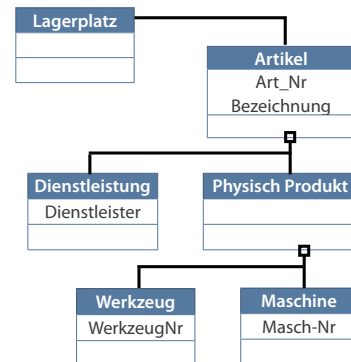 Lagerplatz
Artikel
Art_Nr
Bezeichnung
Dienstleistung
Dienstleister
Physisch Produkt
Werkzeug
WerkzeugNr
Maschine
Masch-Nr